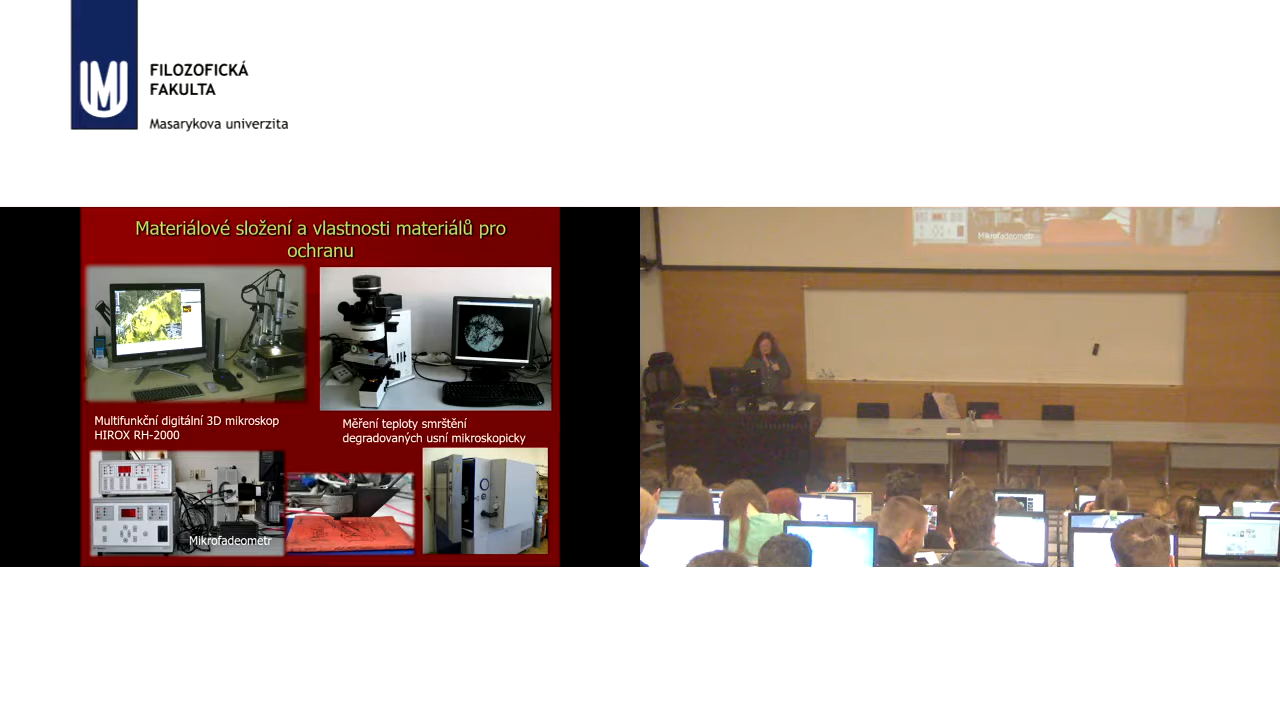 FILOZOFICKÁ
FAKULTA
Masarykova univerzita
Materiálové složení a vlastnosti materiálů pro
ochranu
Multifunkční digitální 3D mikroskop
HIROX RH-2000
Měření teploty smrštění
degradovaných usní mikroskopicky
Mikrofadeometr
Mikrofadeometr